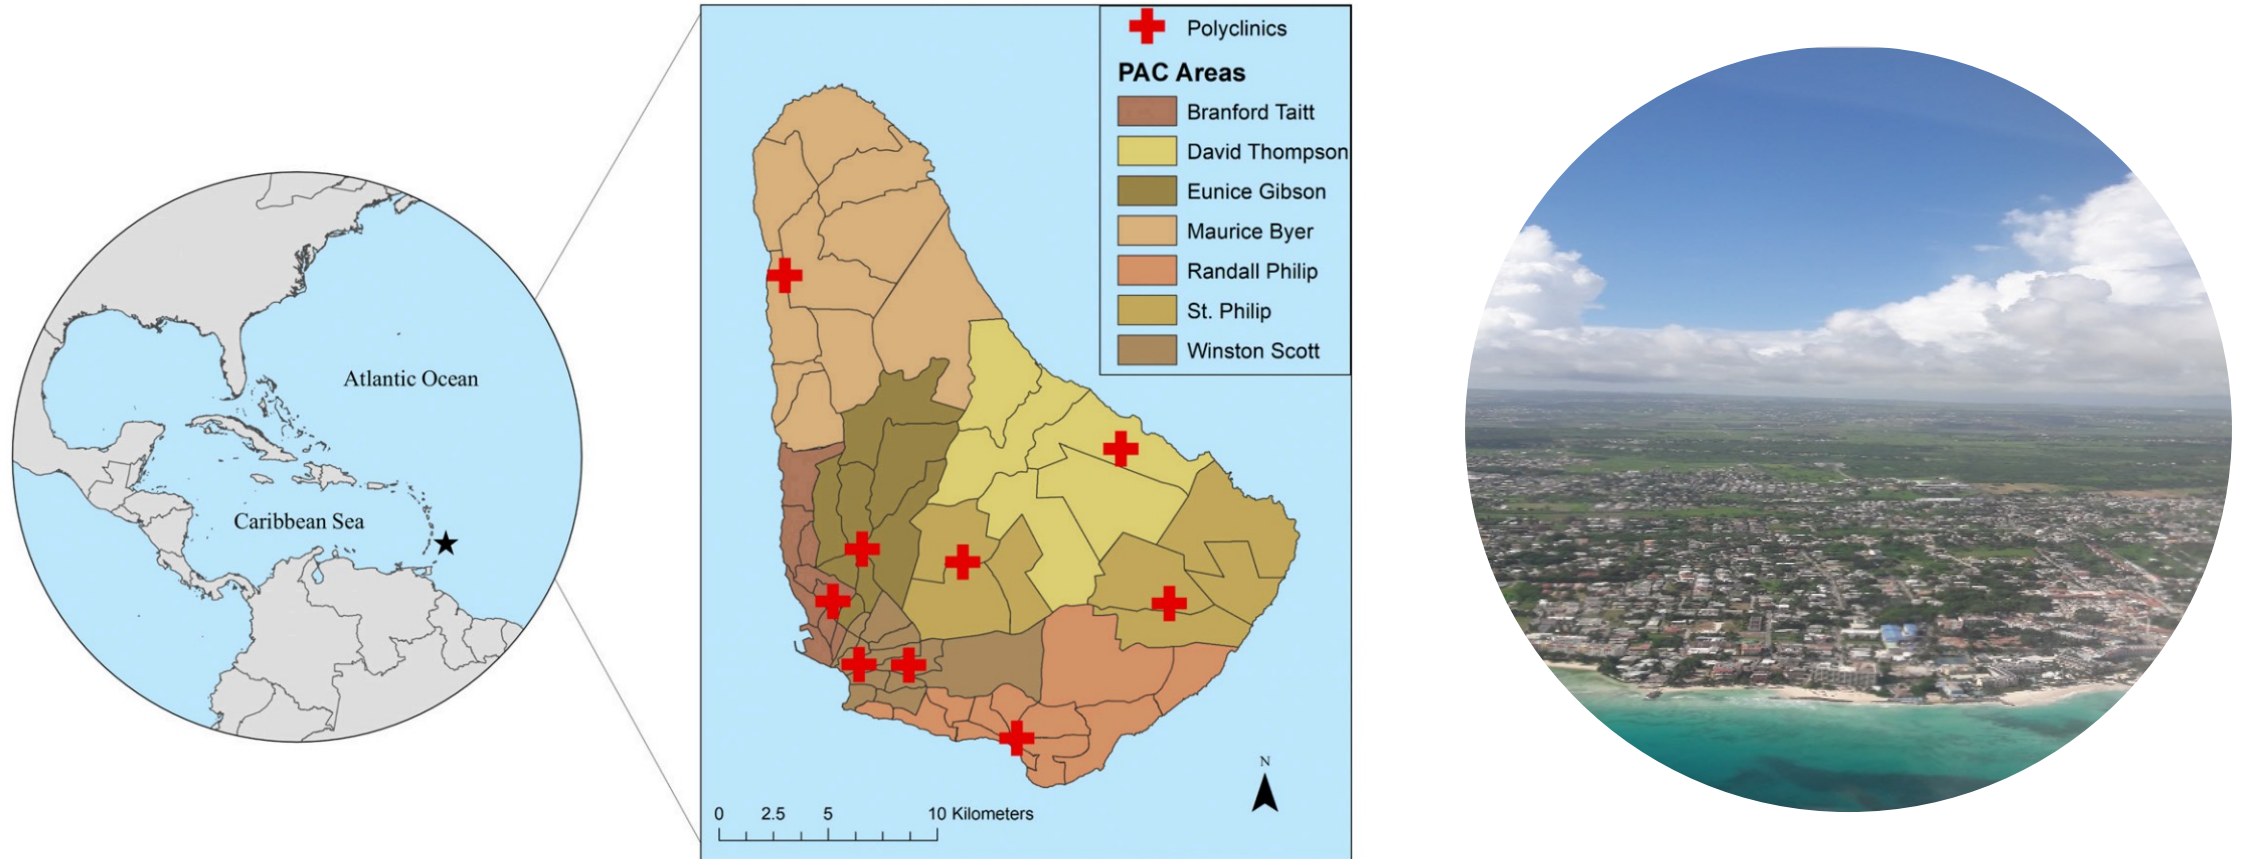 Atlantic Ocean
Caribbean Sea
Polyclinics
PAC Areas
Branford Taitt
David Thompson
Eunice Gibson
Maurice Byer
Randall Philip
St. Philip
Winston Scott
N
0 2.5 5 10 Kilometers